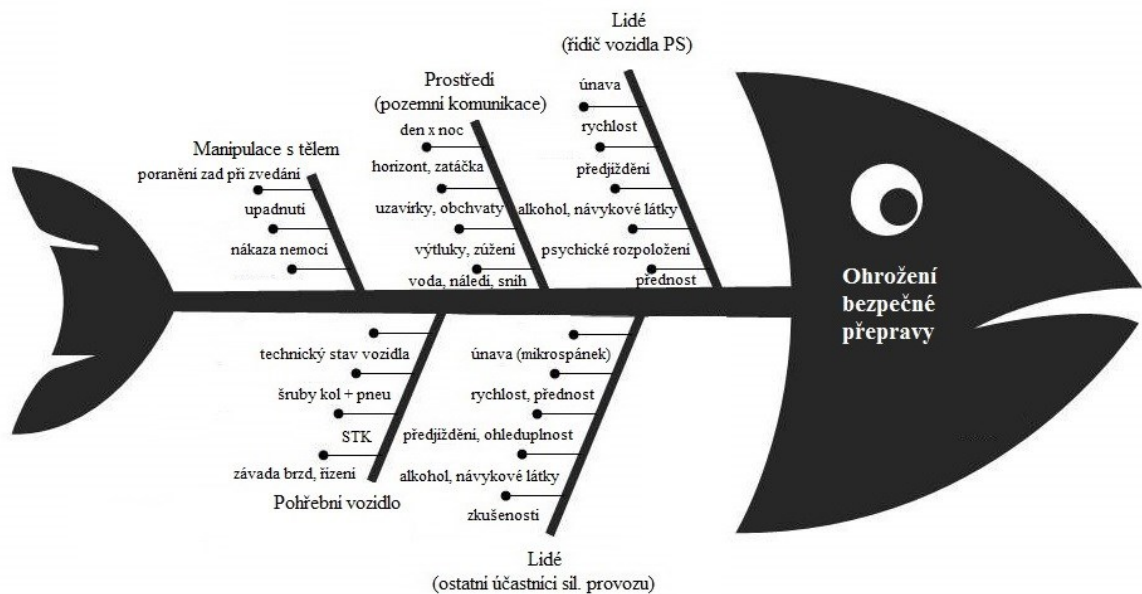 Lidé
(řidič vozidla PS)
únava
rychlost
předjíždění
alkohol, návykové látky
psychické rozpoložení
přednost
Prostředí
(pozemní komunikace)
den x noc
horizont, zatáčka
uzavírky, obchvaty
výtluky, zúžení
voda, náledí, sníh
Manipulace s tělem
poranění zad při zvedání
upadnutí
nákaza nemocí
Ohrožení
bezpečné
přepravy
technický stav vozidla
šruby kol + pneu
STK
závada brzd, řízení
Pohřební vozidlo
únava (mikrospánek)
rychlost, přednost
předjíždění, ohleduplnost
alkohol, návykové látky
zkušenosti
Lidé
(ostatní účastníci sil. provozu)